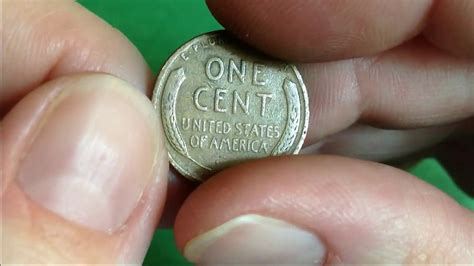 ONE
CENT
UNITED STATES
OF AMERICA